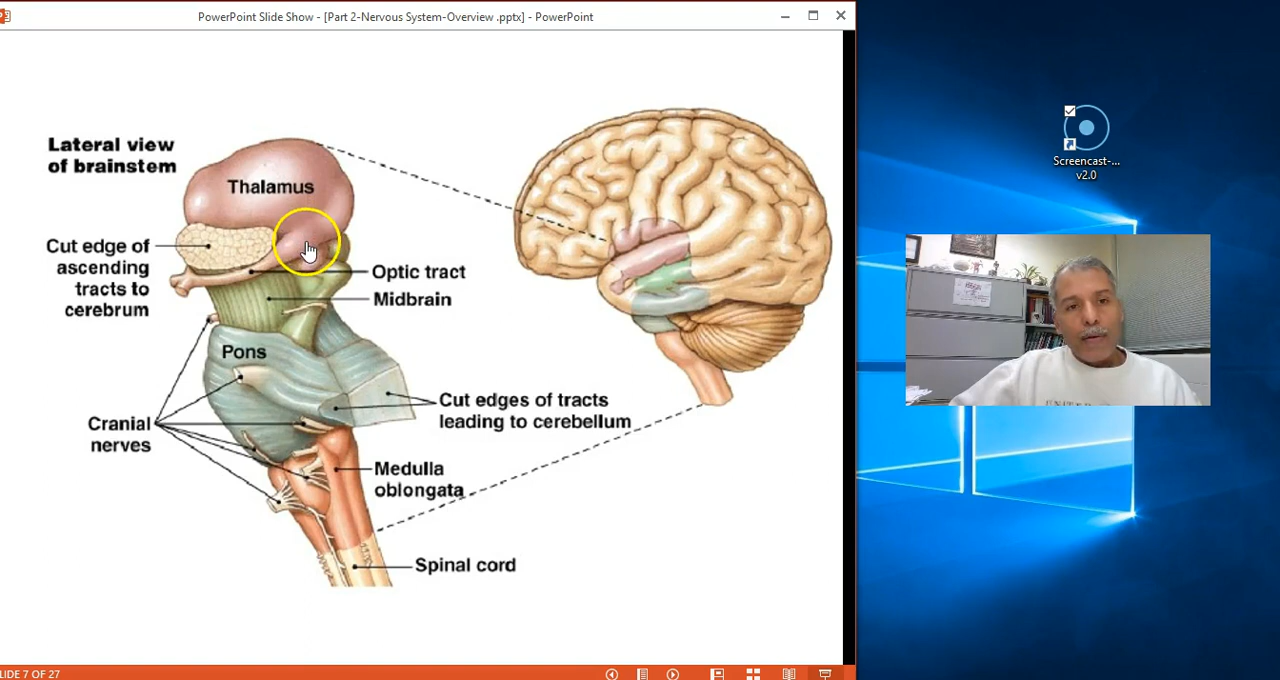 PowerPoint Slide Show - [Part 2-Nervous System-Overview .pptx] - PowerPoint
Lateral view
of brainstem
Thalamus
Cut edge of
ascending
tracts to
cerebrum
Optic tract
Midbrain
Pons
Cranial
nerves
Cut edges of tracts
leading to cerebellum
Medulla
oblongata
Spinal cord
Screencast-...
v2.0
LIDE 7 OF 27